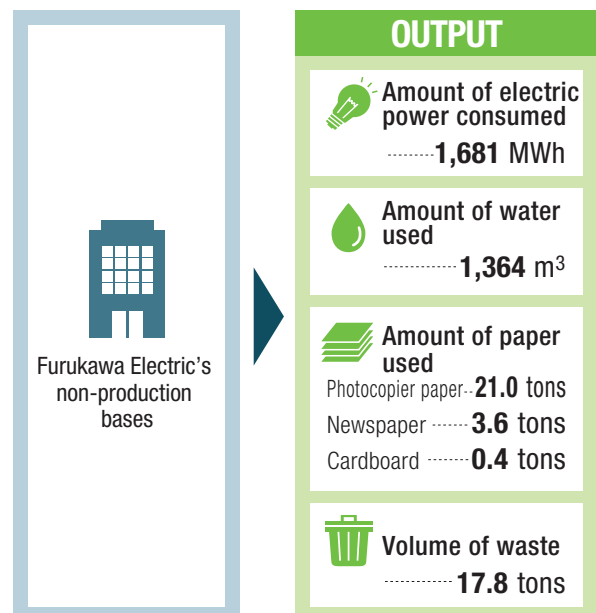 Furukawa Electric's
non-production
bases
OUTPUT
Amount of electric
power consumed
1,681 MWh
Amount of water
used
1,364 m³
Amount of paper
used
Photocopier paper 21.0 tons
Newspaper 3.6 tons
Cardboard 0.4 tons
Volume of waste
17.8 tons